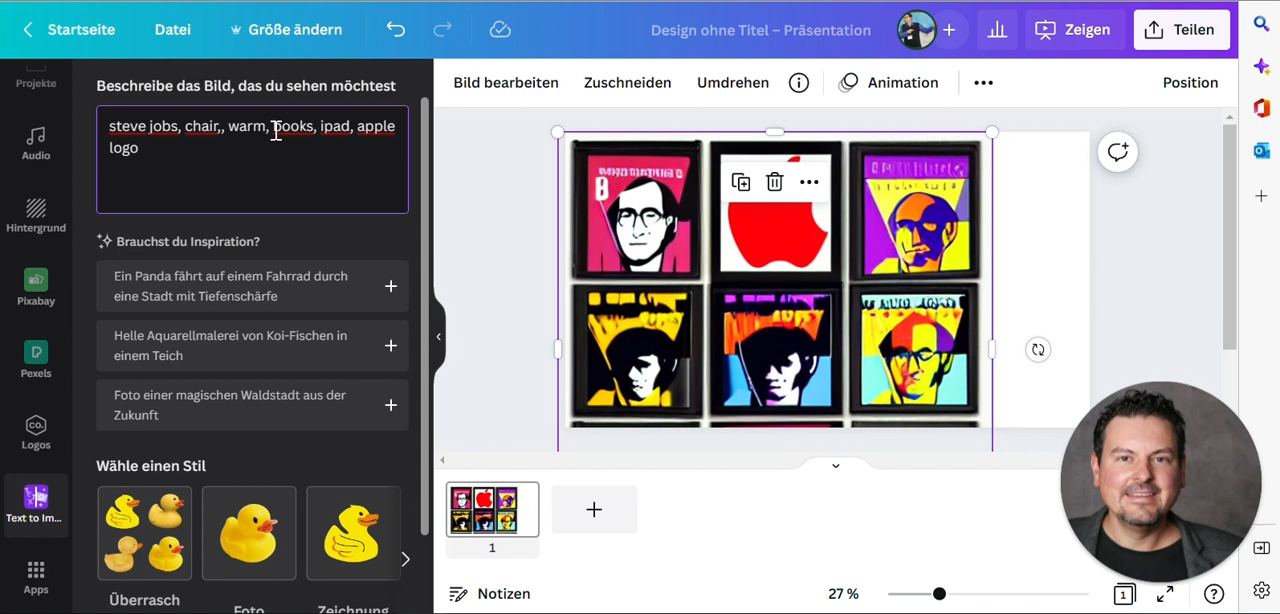 Startseite
Datei
Größe ändern
Design ohne Titel – Präsentation
Zeigen
Teilen
Projekte
Audio
Hintergrund
Pixabay
Pexels
CO.
Logos
Text to Im...
Apps
Beschreibe das Bild, das du sehen möchtest
steve jobs, chair,, warm, books, ipad, apple
logo
Brauchst du Inspiration?
Ein Panda fährt auf einem Fahrrad durch
eine Stadt mit Tiefenschärfe
Helle Aquarellmalerei von Koi-Fischen in
einem Teich
Foto einer magischen Waldstadt aus der
Zukunft
Wähle einen Stil
Überrasch
Foto
Zeichnung
Bild bearbeiten
Zuschneiden
Umdrehen
Animation
Position
B
1
Notizen
27 %
1